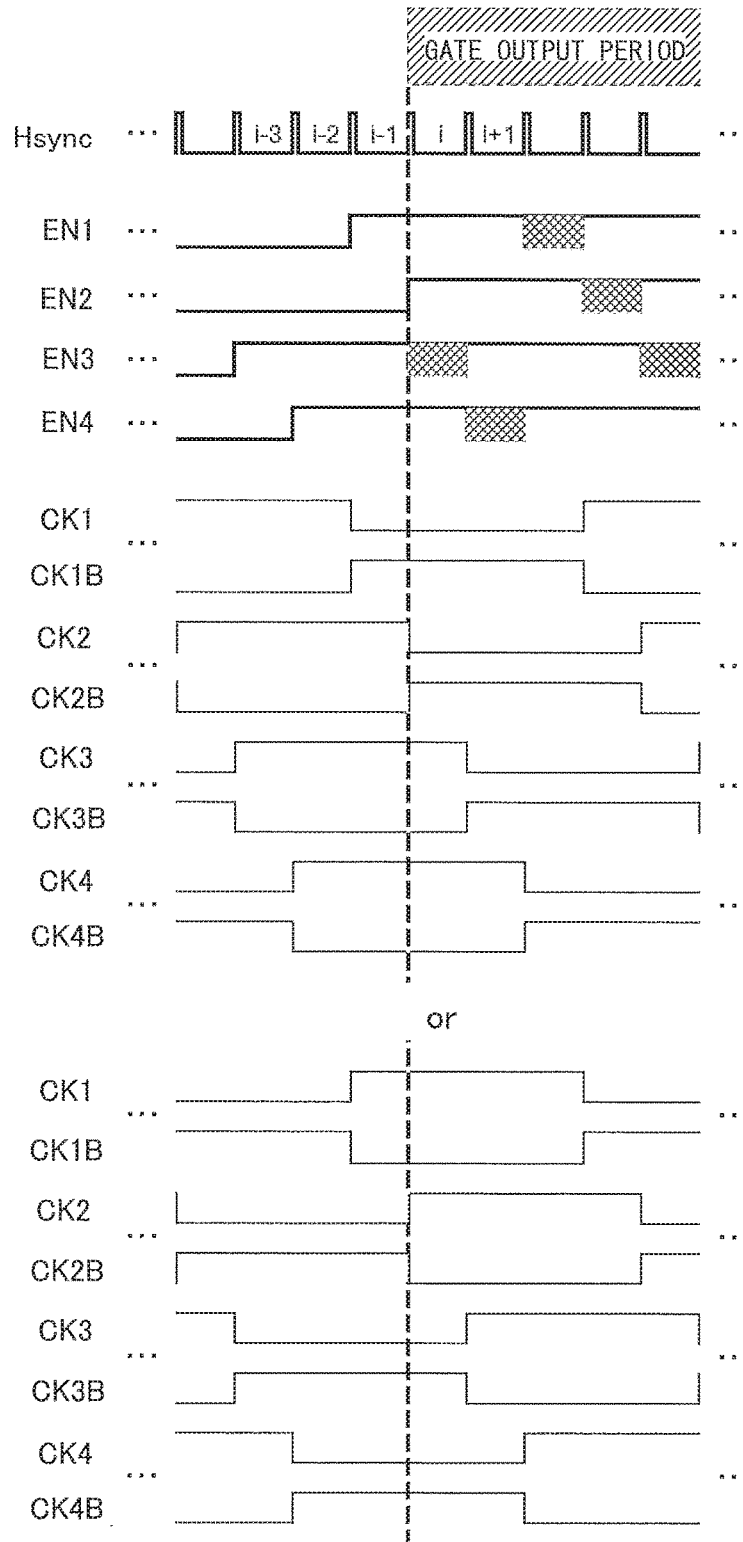 GATE OUTPUT PERIOD
Hsync ... i-3 i-2 i-1 i i+1 ..
EN1 ... ..
EN2 ... ..
EN3 ... ..
EN4 ... ..
CK1
... ..
CK1B
CK2
... ..
CK2B
CK3
... ..
CK3B
CK4
... ..
CK4B
or
CK1
... ..
CK1B
CK2
... ..
CK2B
CK3
... ..
CK3B
CK4
... ..
CK4B